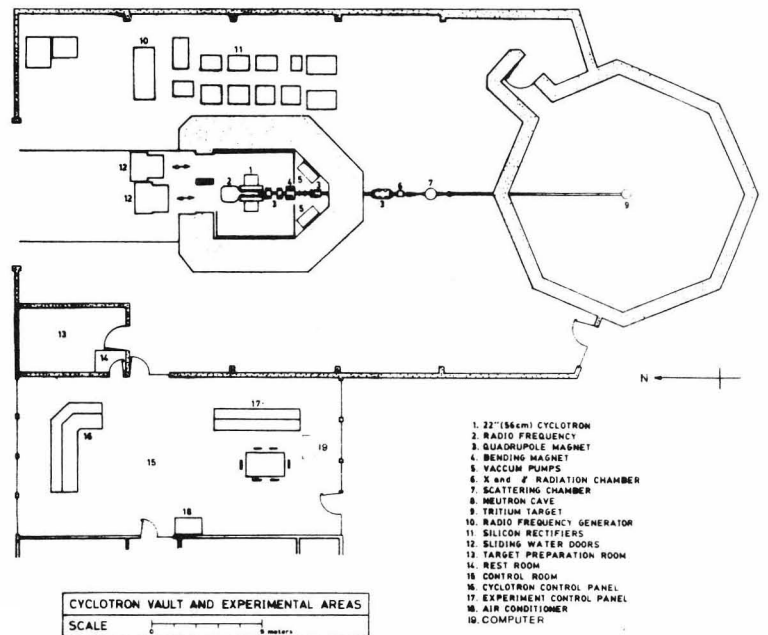 10
11
12
12
1
2
3
4
5
5
3
3
6
7
9
13
14
N
17
16
15
19
18
1. 22"(56cm) CYCLOTRON
2. RADIO FREQUENCY
3. QUADRUPOLE MAGNET
4. BENDING MAGNET
5. VACCUM PUMPS
6. X and ɣ RADIATION CHAMBER
7. SCATTERING CHAMBER
8. NEUTRON CAVE
9. TRITIUM TARGET
10. RADIO FREQUENCY GENERATOR
11. SILICON RECTIFIERS
12. SLIDING WATER DOORS
13. TARGET PREPARATION ROOM
14. REST ROOM
15. CONTROL ROOM
16. CYCLOTRON CONTROL PANEL
17. EXPERIMENT CONTROL PANEL
18. AIR CONDITIONER
19. COMPUTER
CYCLOTRON VAULT AND EXPERIMENTAL AREAS
SCALE
0
meters